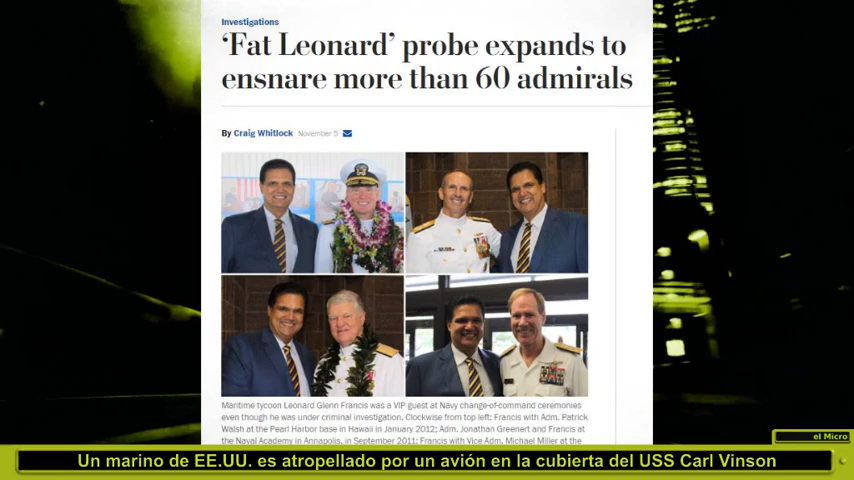 Investigations
‘Fat Leonard’ probe expands to
ensnare more than 60 admirals
By Craig Whitlock November 5
Maritime tycoon Leonard Glenn Francis was a VIP guest at Navy change-of-command ceremonies
even though he was under criminal investigation. Clockwise from top left: Francis with Adm. Patrick
Walsh at the Pearl Harbor base in Hawaii in January 2012; Adm. Jonathan Greenert and Francis at
the Naval Academy in Annapolis, in September 2011; Francis with Vice Adm. Michael Miller at the
el Micro
Un marino de EE.UU. es atropellado por un avión en la cubierta del USS Carl Vinson